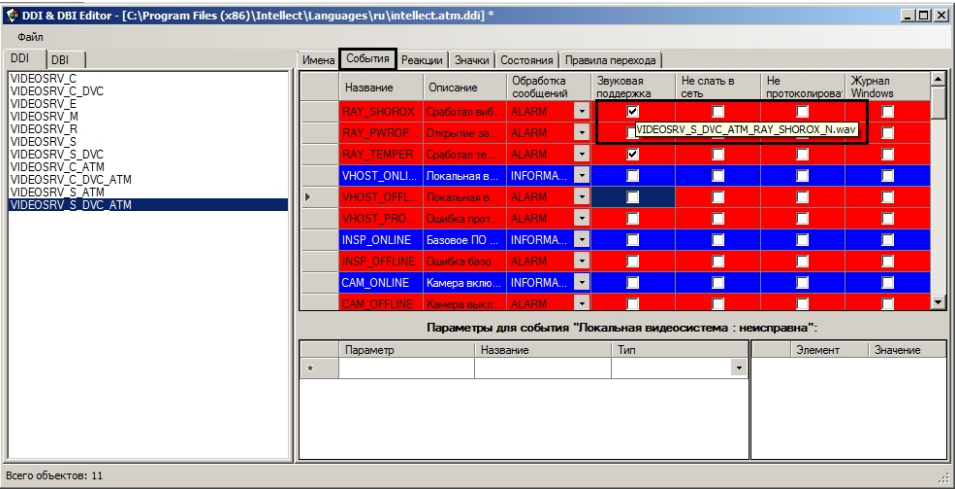 DDI & DBI Editor - [C:\Program Files (x86)\Intellect\Languages\ru\intellect.atm.ddi] *
Файл
DDI DBI
VIDEOSRV_C
VIDEOSRV_C_DVC
VIDEOSRV_E
VIDEOSRV_M
VIDEOSRV_R
VIDEOSRV_S
VIDEOSRV_S_DVC
VIDEOSRV_C_ATM
VIDEOSRV_C_DVC_ATM
VIDEOSRV_S_ATM
VIDEOSRV_S_DVC_ATM
Имена События Реакции Значки Состояния Правила перехода
Название Описание Обработка сообщений Звуковая поддержка Не слать в сеть Не протоколирова Журнал Windows
RAY_SHOROX Сработал виб... ALARM
RAY_PWROP... Открытие за... ALARM
VIDEOSRV_S_DVC_ATM_RAY_SHOROX_N.wav
RAY_TEMPER Сработал те... ALARM
VHOST_ONLI... Локальная в... INFORMA...
VHOST_OFFL... Локальная в... ALARM
VHOST_PRO... Ошибка прот... ALARM
INSP_ONLINE Базовое ПО ... INFORMA...
INSP_OFFLINE Ошибка базо... ALARM
CAM_ONLINE Камера вклю... INFORMA...
CAM_OFFLINE Камера выкл... ALARM
Параметры для события "Локальная видеосистема : неисправна":
Параметр Название Тип
Элемент Значение
*
Всего объектов: 11